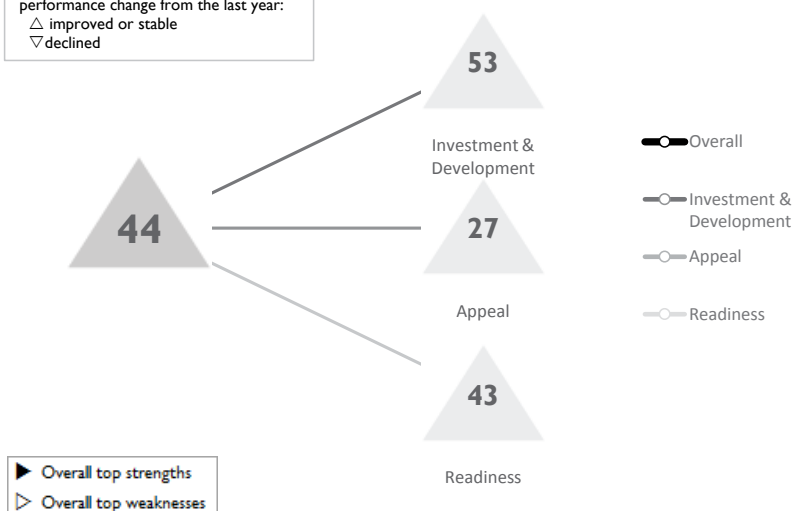 performance change from the last year:
△ improved or stable
▽ declined
53
Investment &
Development
44
27
Appeal
43
Readiness
Overall
Investment &
Development
Appeal
Readiness
▶ Overall top strengths
▷ Overall top weaknesses